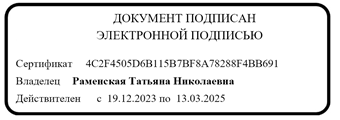 ДОКУМЕНТ ПОДПИСАН
ЭЛЕКТРОННОЙ ПОДПИСЬЮ
Сертификат 4C2F4505D6B115B7BF8A78288F4BB691
Владелец Раменская Татьяна Николаевна
Действителен с 19.12.2023 по 13.03.2025